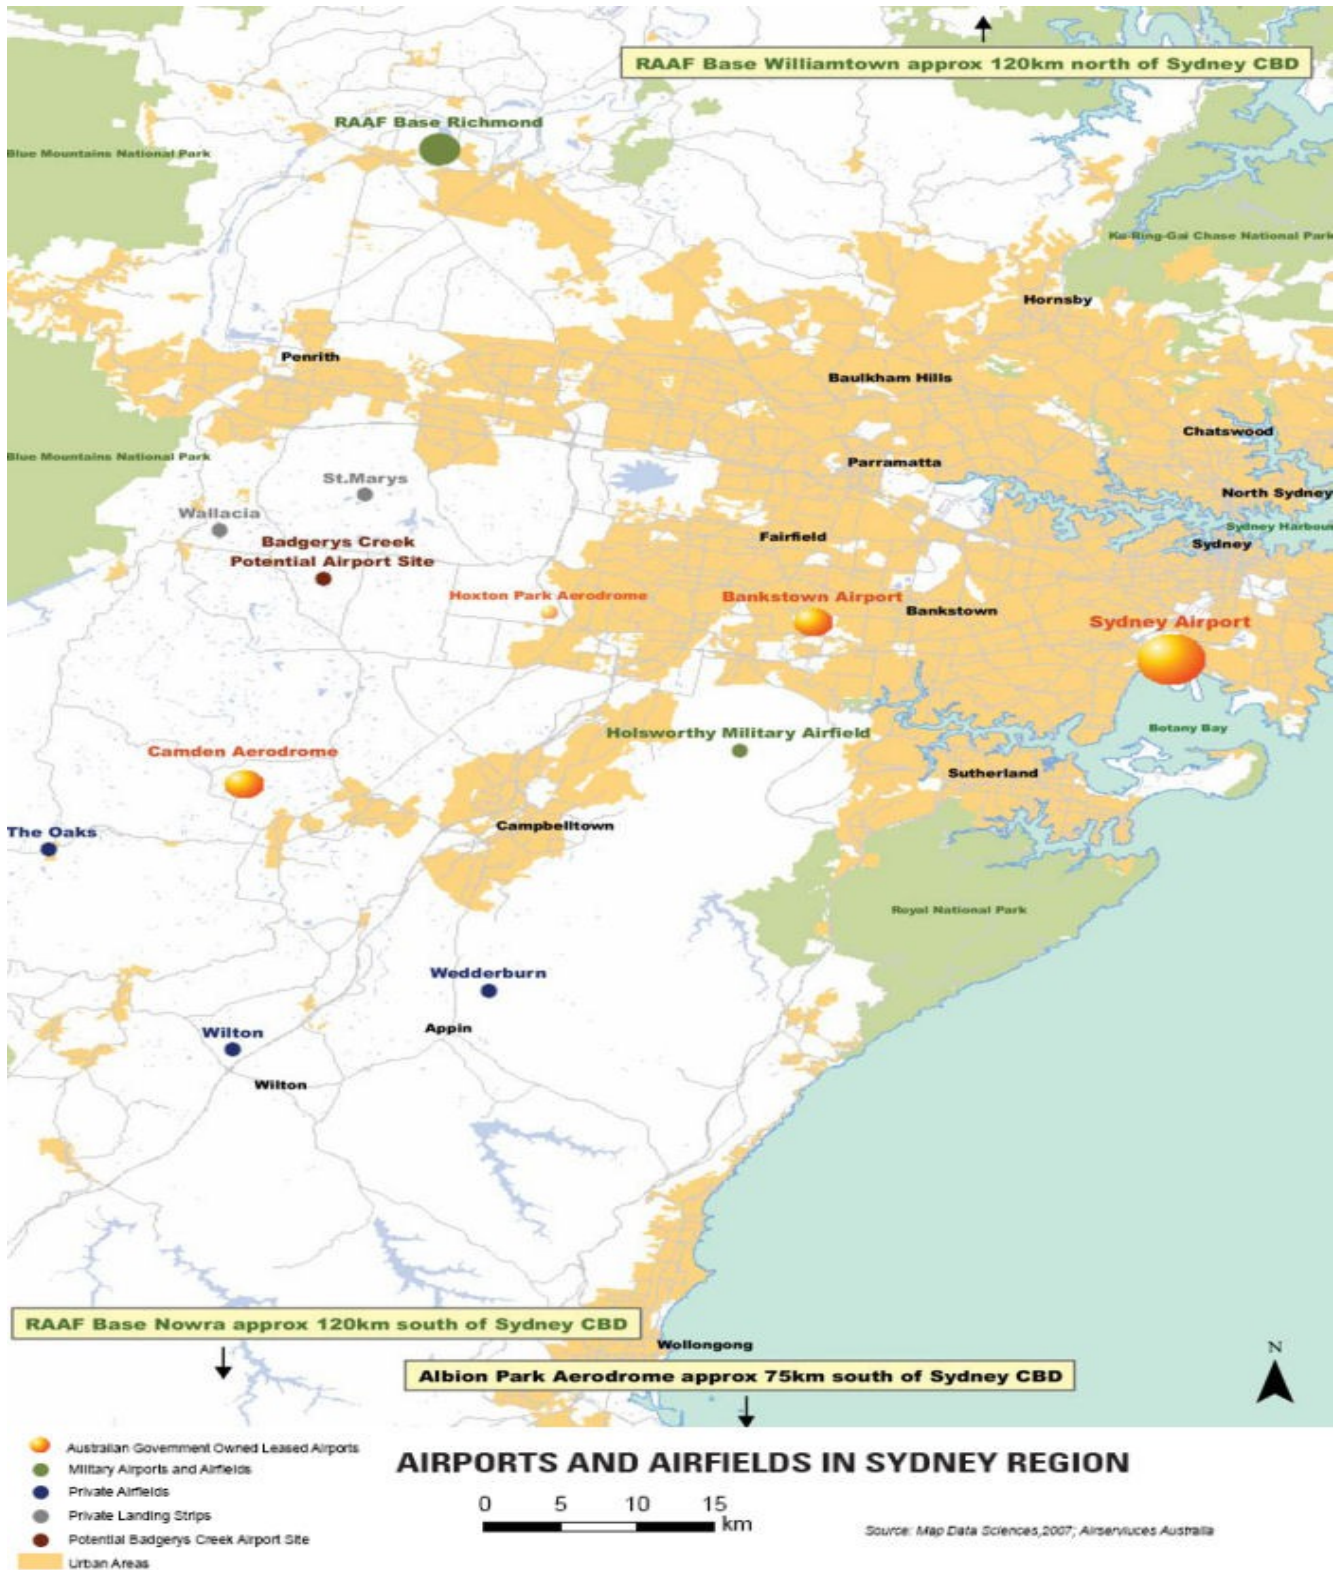 RAAF Base Williamtown approx 120km north of Sydney CBD
RAAF Base Richmond
Blue Mountains National Park
Ku-Ring-Gai Chase National Park
Hornsby
Penrith
Baulkham Hills
Chatswood
Blue Mountains National Park
Parramatta
St.Marys
North Sydney
Wallacia
Sydney Harbour
Fairfield
Badgerys Creek
Potential Airport Site
Sydney
Hoxton Park Aerodrome
Bankstown Airport
Bankstown
Sydney Airport
Botany Bay
Holsworthy Military Airfield
Camden Aerodrome
Sutherland
Campbelltown
The Oaks
Royal National Park
Wedderburn
Appin
Wilton
Wilton
RAAF Base Nowra approx 120km south of Sydney CBD
Wollongong
N
Albion Park Aerodrome approx 75km south of Sydney CBD
Australian Government Owned Leased Airports
Military Airports and Airfields
Private Airfields
Private Landing Strips
Potential Badgerys Creek Airport Site
Urban Areas
AIRPORTS AND AIRFIELDS IN SYDNEY REGION
0 5 10 15
km
Source: Map Data Sciences,2007; Airserviuces Australia